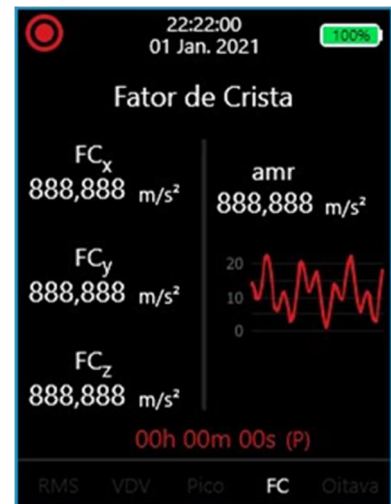 22:22:00
01 Jan. 2021
100%
Fator de Crista
FCx
888,888 m/s²
FCy
888,888 m/s²
FCz
888,888 m/s²
amr
888,888 m/s²
20
10
0
00h 00m 00s (P)
RMS VDV Pico FC Oitava